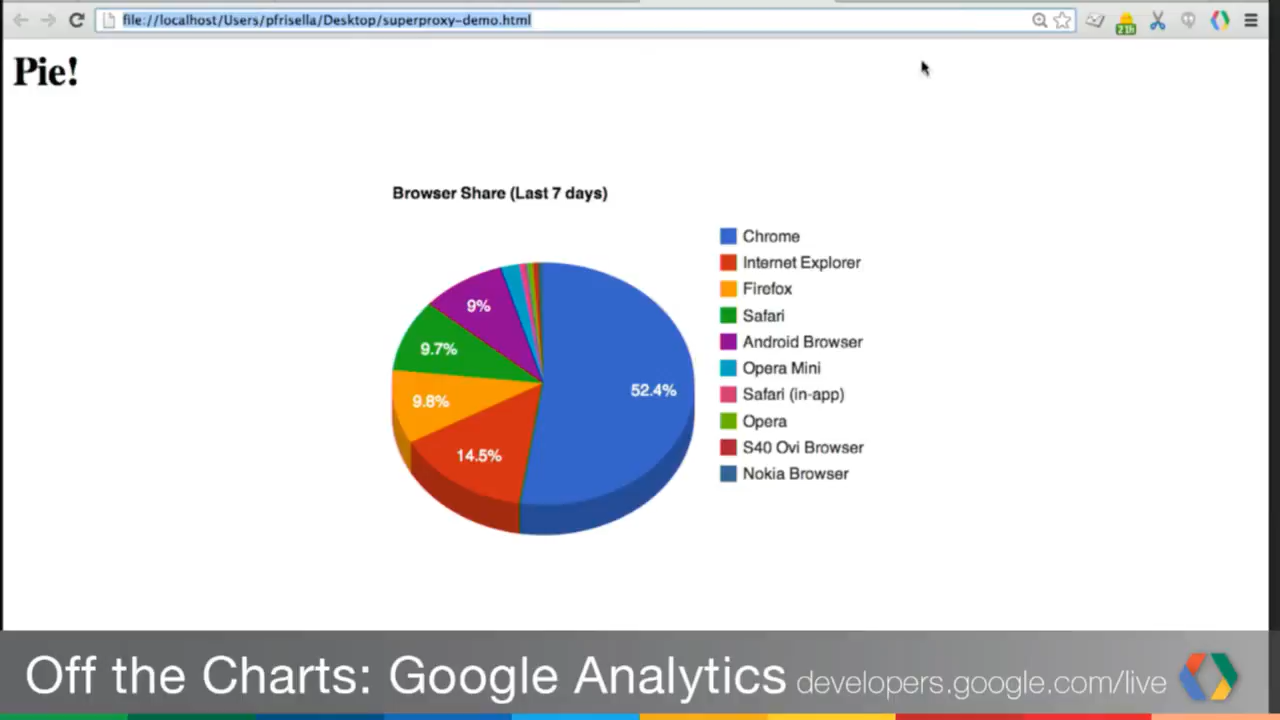 file://localhost/Users/pfrisella/Desktop/superproxy-demo.html
21h
Pie!
Browser Share (Last 7 days)
Chrome
Internet Explorer
Firefox
Safari
Android Browser
Opera Mini
Safari (in-app)
Opera
S40 Ovi Browser
Nokia Browser
9%
9.7%
52.4%
9.8%
14.5%
Off the Charts: Google Analytics developers.google.com/live